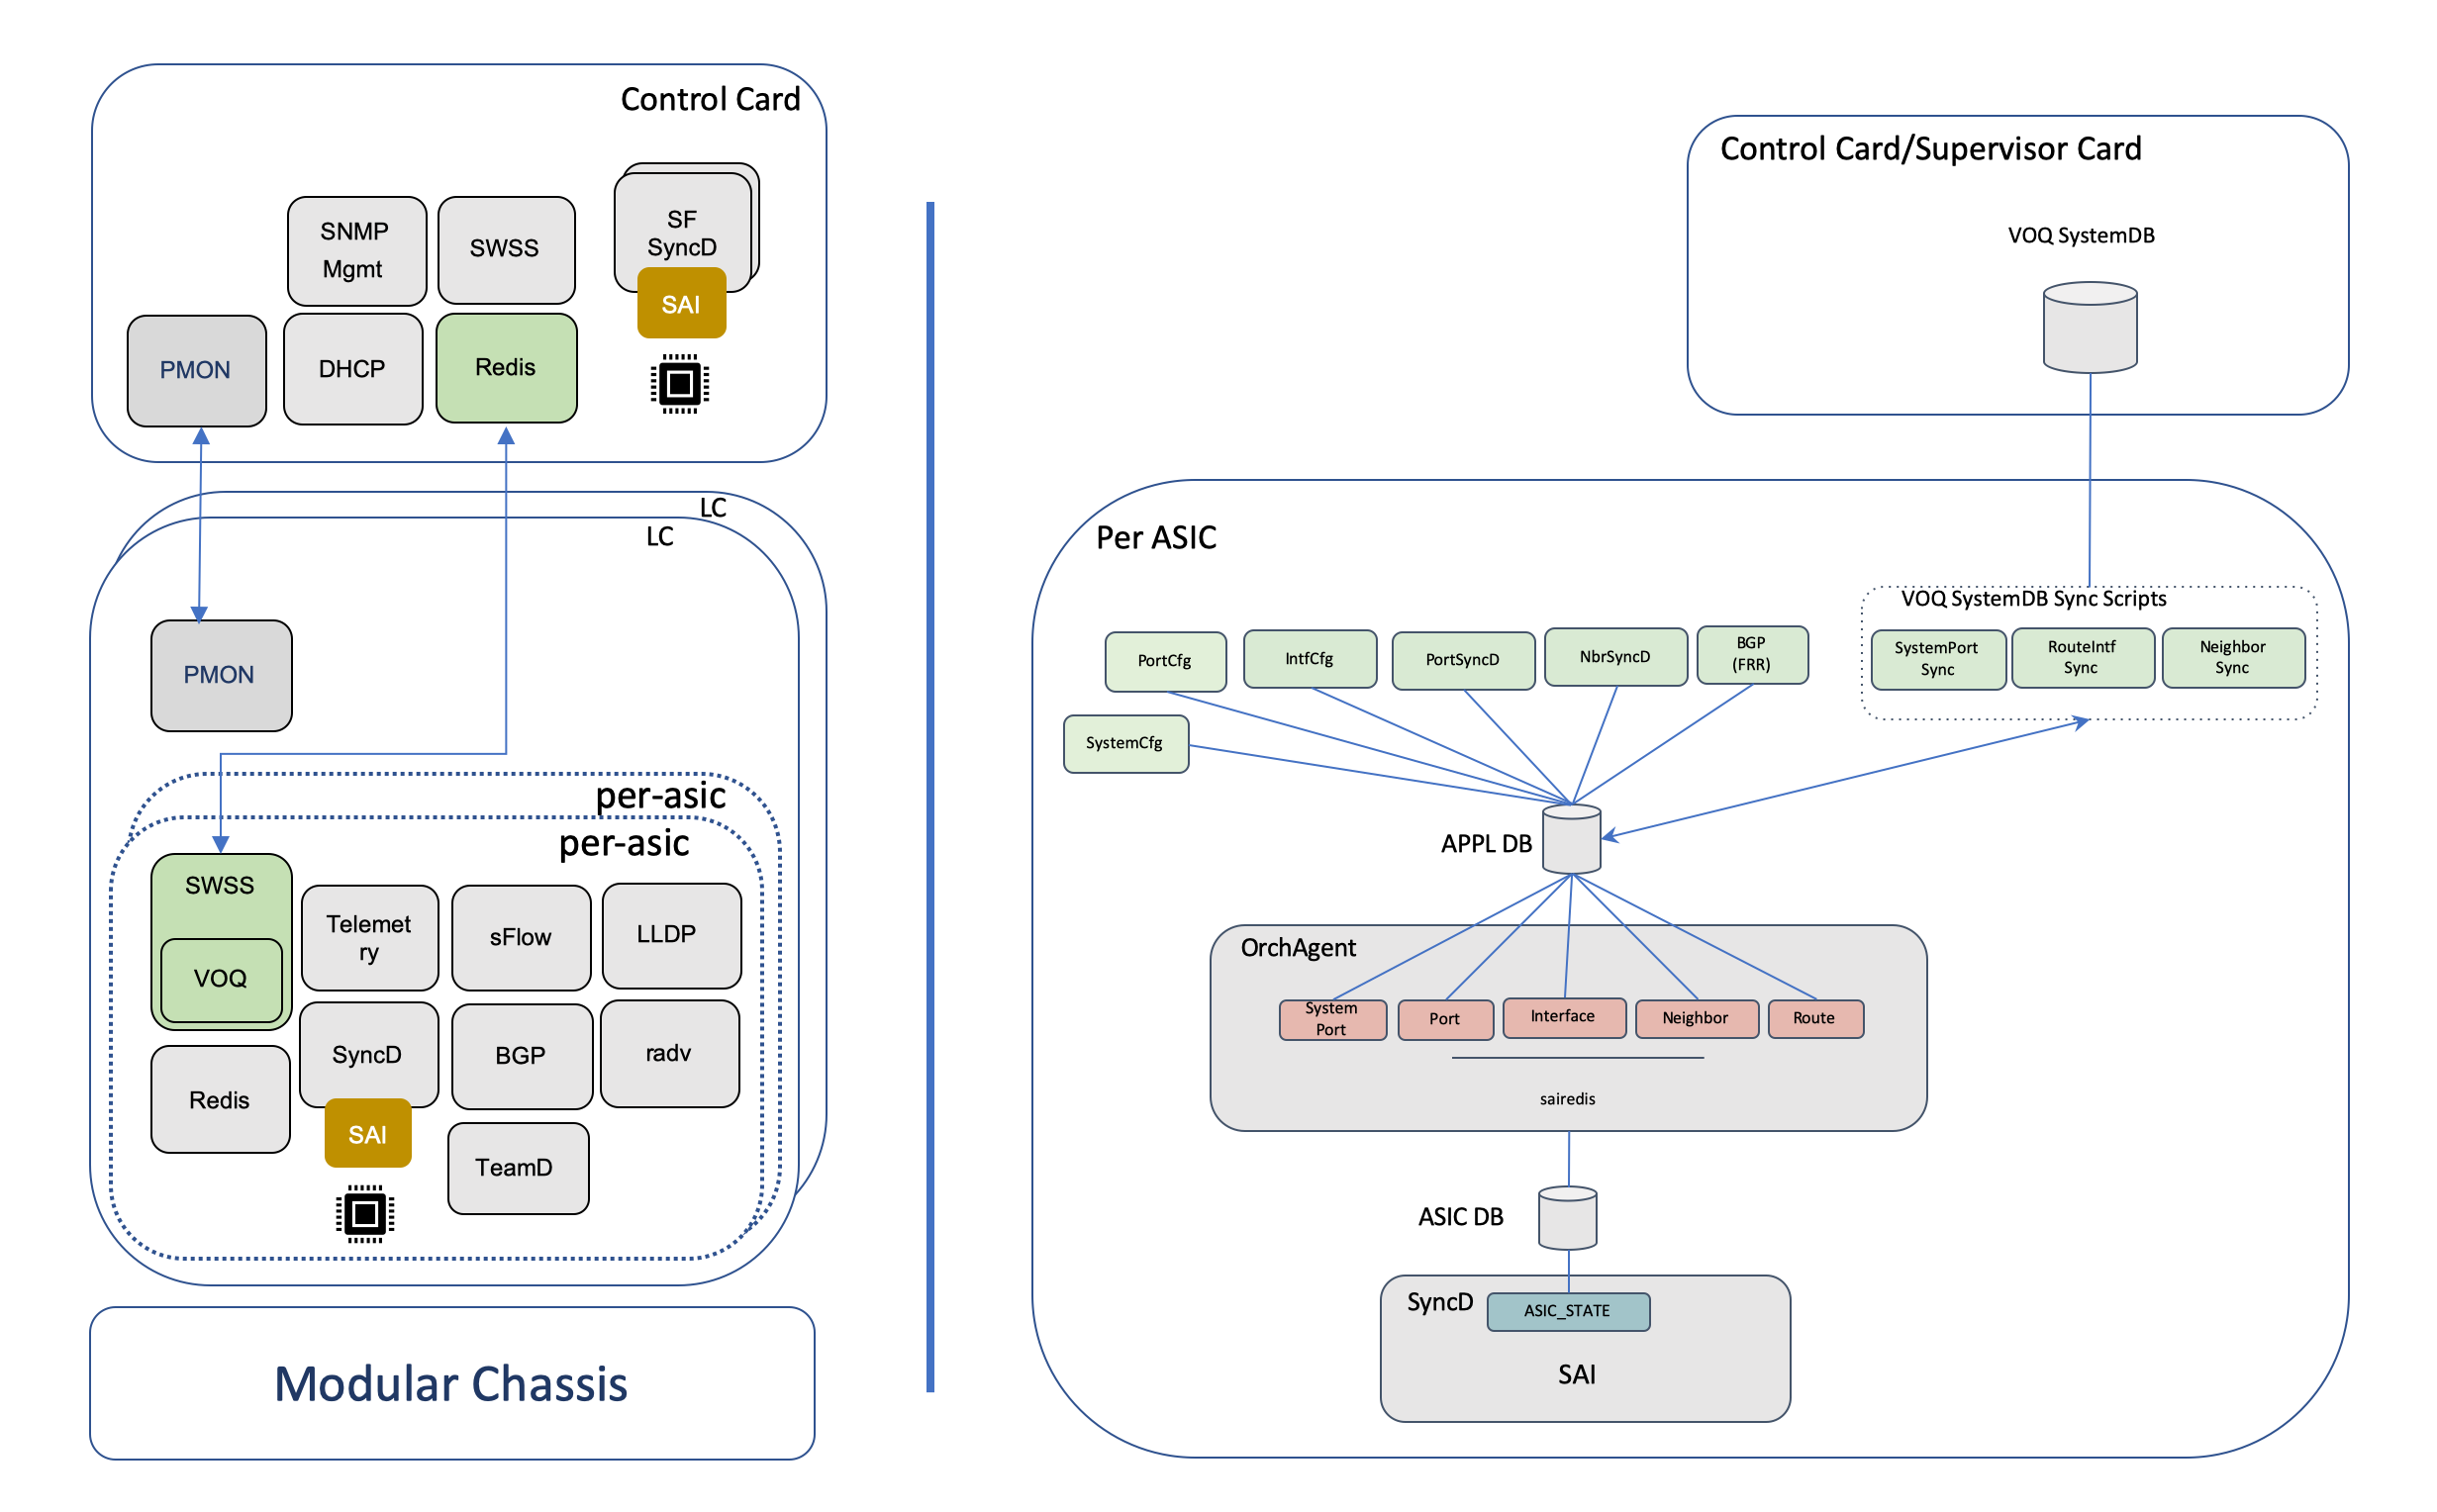 Control Card
SNMP
Mgmt
SWSS
SF
SyncD
SAI
PMON
DHCP
Redis
LC
LC
PMON
per-asic
per-asic
SWSS
VOQ
Telemet
ry
sFlow
LLDP
SyncD
BGP
radv
Redis
SAI
TeamD
Modular Chassis
Control Card/Supervisor Card
VOQ SystemDB
Per ASIC
VOQ SystemDB Sync Scripts
SystemPort
Sync
RouteIntf
Sync
Neighbor
Sync
PortCfg
IntfCfg
PortSyncD
NbrSyncD
BGP
(FRR)
SystemCfg
APPL DB
OrchAgent
System
Port
Port
Interface
Neighbor
Route
sairedis
ASIC DB
SyncD
ASIC_STATE
SAI